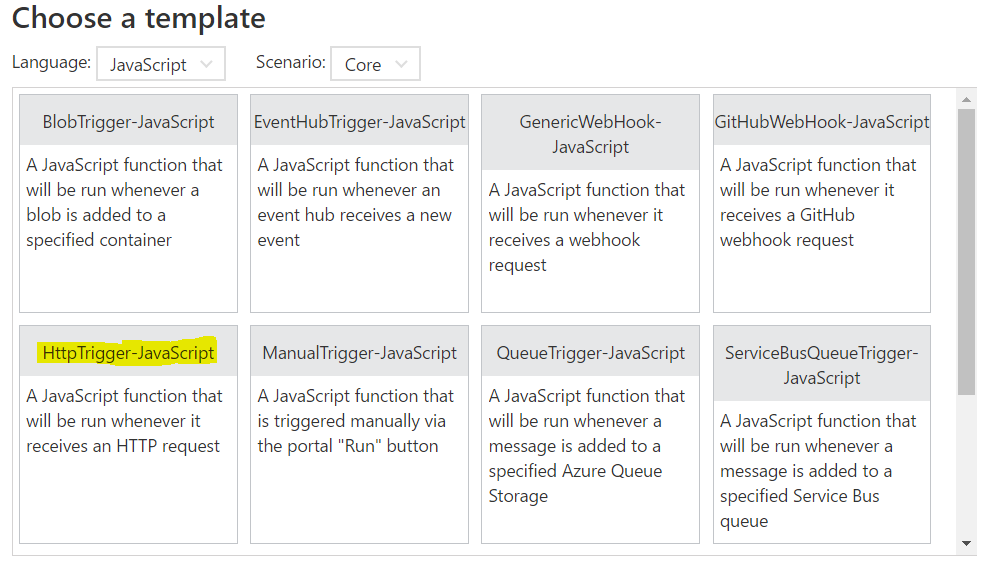 Choose a template
Language: JavaScript Scenario: Core
BlobTrigger-JavaScript
A JavaScript function that
will be run whenever a
blob is added to a
specified container
EventHubTrigger-JavaScript
A JavaScript function that
will be run whenever an
event hub receives a new
event
GenericWebHook-
JavaScript
A JavaScript function that
will be run whenever it
receives a webhook
request
GitHubWebHook-JavaScript
A JavaScript function that
will be run whenever it
receives a GitHub
webhook request
HttpTrigger-JavaScript
A JavaScript function that
will be run whenever it
receives an HTTP request
ManualTrigger-JavaScript
A JavaScript function that
is triggered manually via
the portal "Run" button
QueueTrigger-JavaScript
A JavaScript function that
will be run whenever a
message is added to a
specified Azure Queue
Storage
ServiceBusQueueTrigger-
JavaScript
A JavaScript function that
will be run whenever a
message is added to a
specified Service Bus
queue